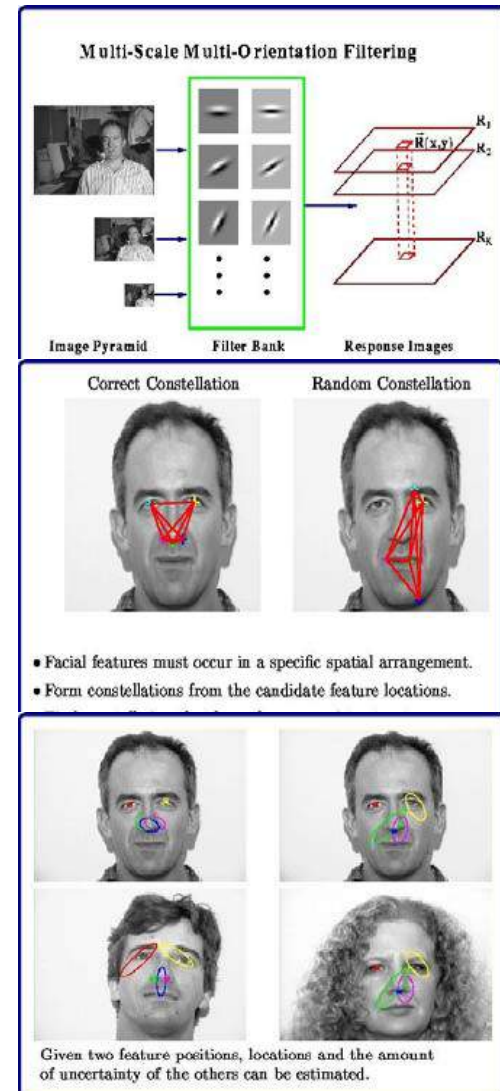 Multi-Scale Multi-Orientation Filtering
R1
R⃗(x,y)
R2
RK
Image Pyramid
Filter Bank
Response Images
Correct Constellation
Random Constellation
• Facial features must occur in a specific spatial arrangement.
• Form constellations from the candidate feature locations.
Given two feature positions, locations and the amount
of uncertainty of the others can be estimated.